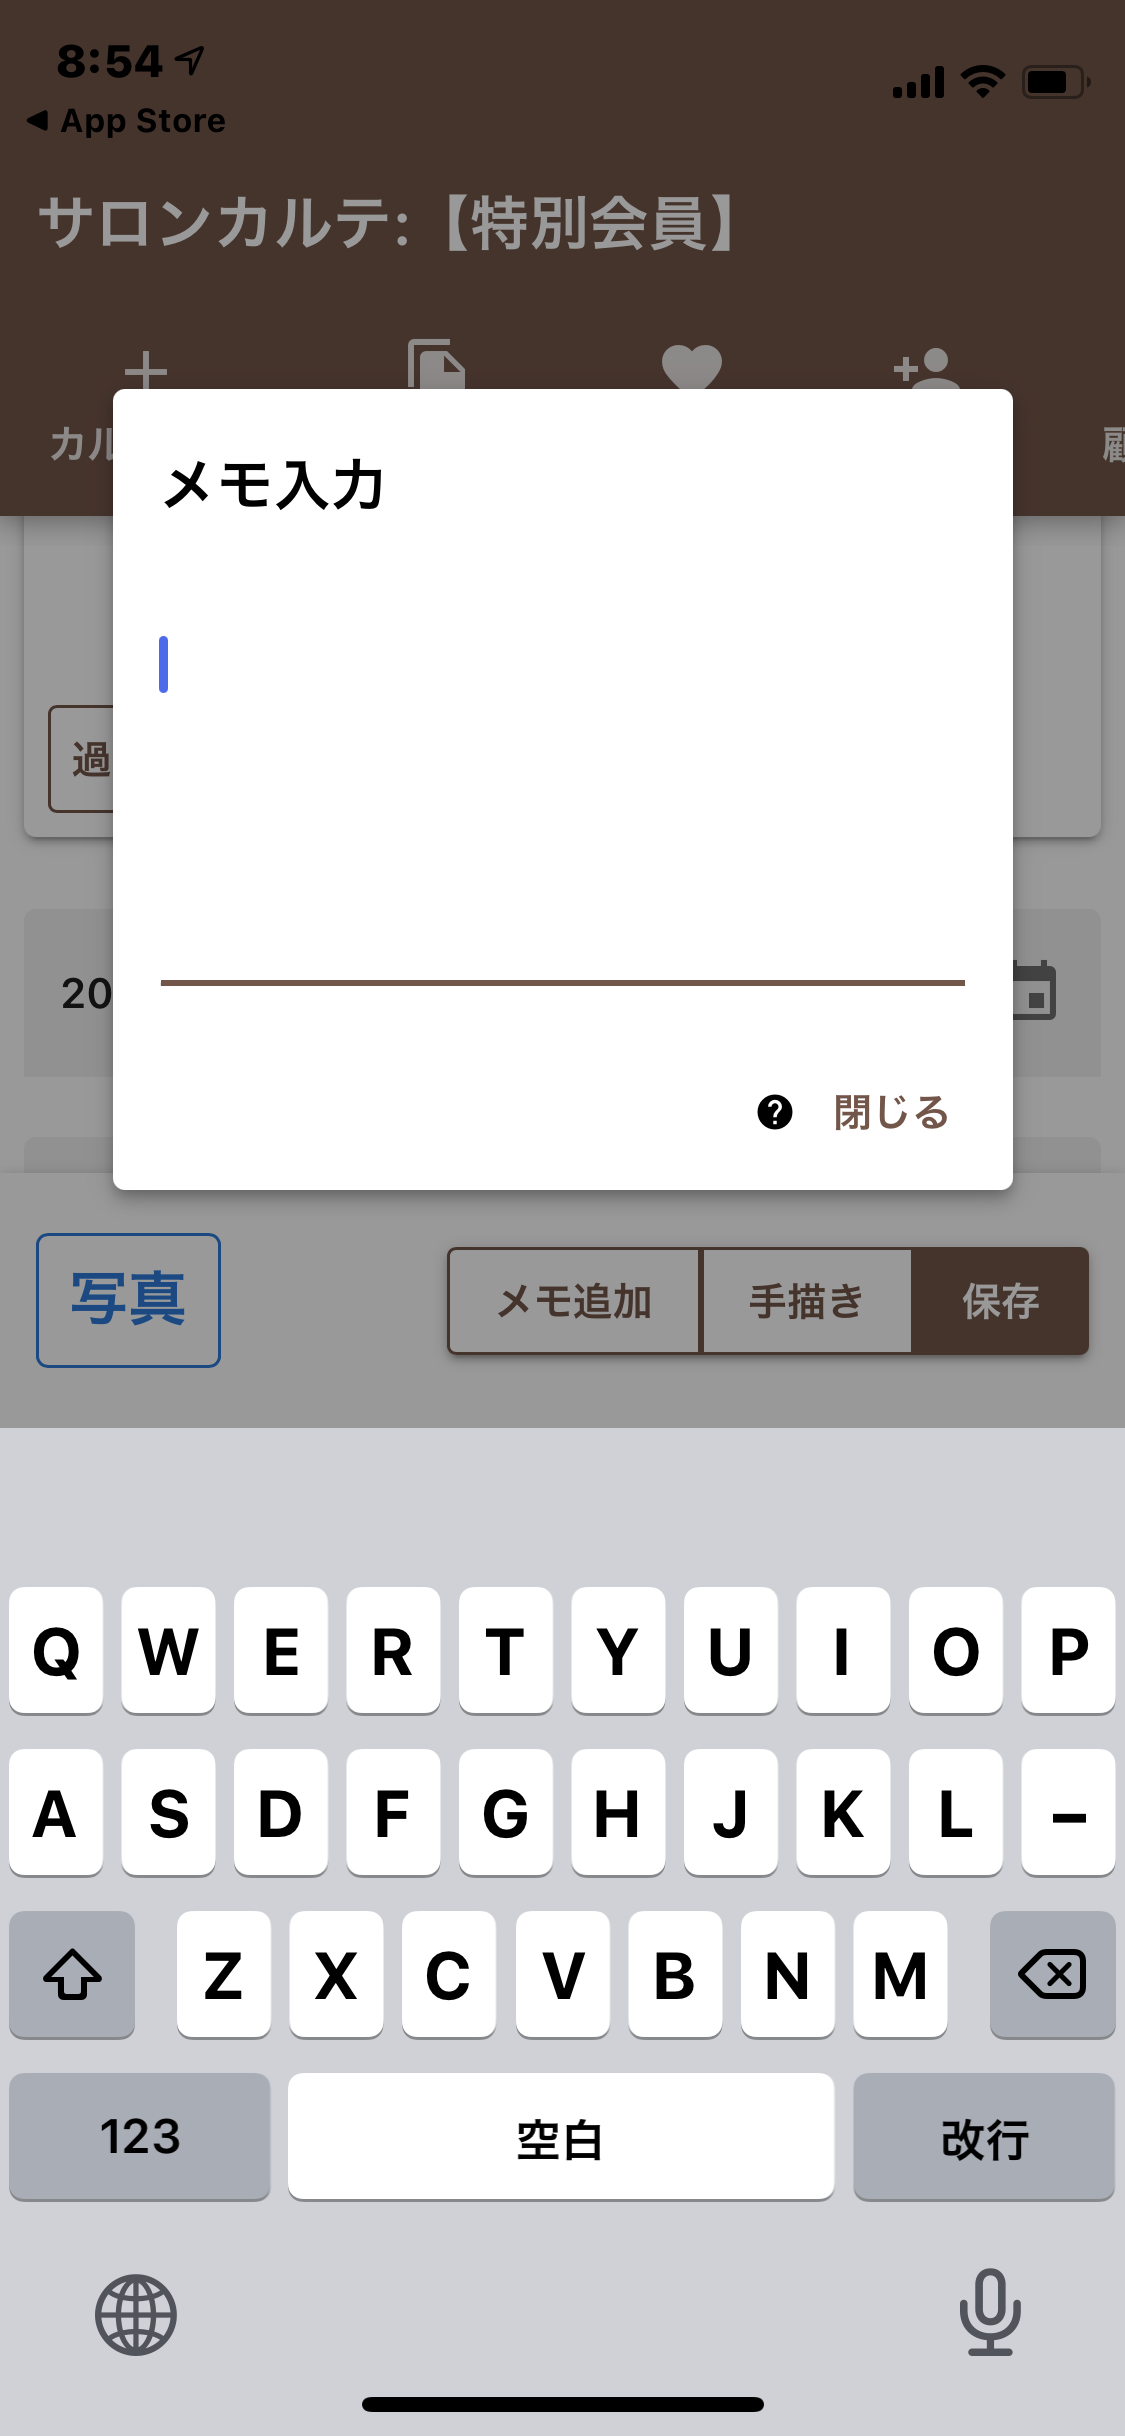 8:54
App Store
サロンカルテ:【特別会員】
カル
顧
メモ入力
過
20
閉じる
写真
メモ追加
手描き
保存
Q W E R T Y U I O P
A S D F G H J K L –
Z X C V B N M
123
空白
改行